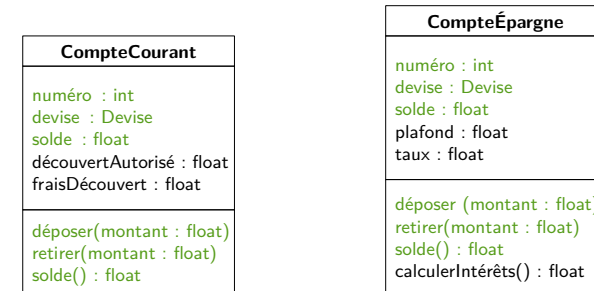 CompteCourant
numéro : int
devise : Devise
solde : float
découvertAutorisé : float
fraisDécouvert : float
déposer(montant : float)
retirer(montant : float)
solde() : float
CompteÉpargne
numéro : int
devise : Devise
solde : float
plafond : float
taux : float
déposer (montant : float)
retirer(montant : float)
solde() : float
calculerIntérêts() : float